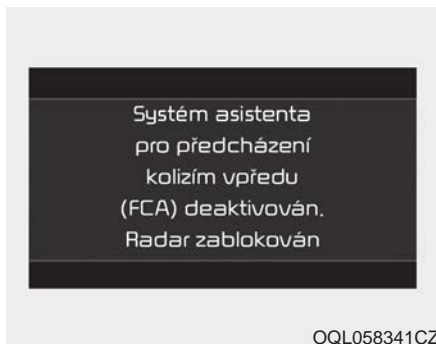 Systém asistenta
pro předcházení
kolizím vpředu
(FCA) deaktivován.
Radar zablokován
OQL058341CZ